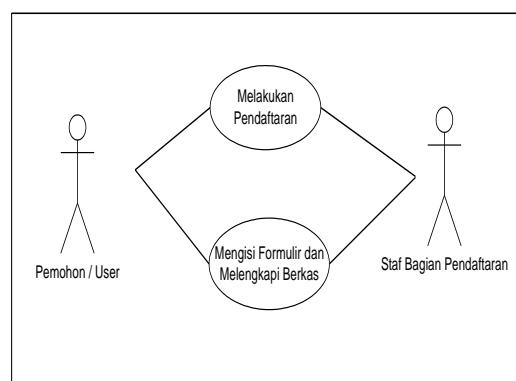 Melakukan
Pendaftaran
Pemohon / User
Mengisi Formulir dan
Melengkapi Berkas
Staf Bagian Pendaftaran